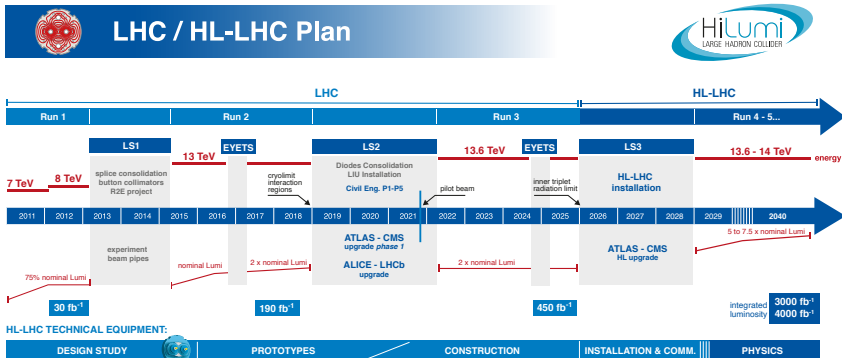 LHC / HL-LHC Plan
HiLumi
LARGE HADRON COLLIDER
LHC
HL-LHC
Run 1
Run 2
Run 3
Run 4 - 5...
LS1
EYETS
LS2
EYETS
LS3
13 TeV
13.6 TeV
13.6 - 14 TeV
energy
7 TeV
8 TeV
splice consolidation
button collimators
R2E project
cryolimit
interaction
regions
Diodes Consolidation
LIU Installation
Civil Eng. P1-P5
pilot beam
inner triplet
radiation limit
HL-LHC
installation
2011
2012
2013
2014
2015
2016
2017
2018
2019
2020
2021
2022
2023
2024
2025
2026
2027
2028
2029
2040
experiment
beam pipes
ATLAS - CMS
upgrade phase 1
ALICE - LHCb
upgrade
ATLAS - CMS
HL upgrade
5 to 7.5 x nominal Lumi
75% nominal Lumi
nominal Lumi
2 x nominal Lumi
2 x nominal Lumi
30 fb-1
190 fb-1
450 fb-1
integrated
luminosity
3000 fb-1
4000 fb-1
HL-LHC TECHNICAL EQUIPMENT:
DESIGN STUDY
PROTOTYPES
CONSTRUCTION
INSTALLATION & COMM.
PHYSICS